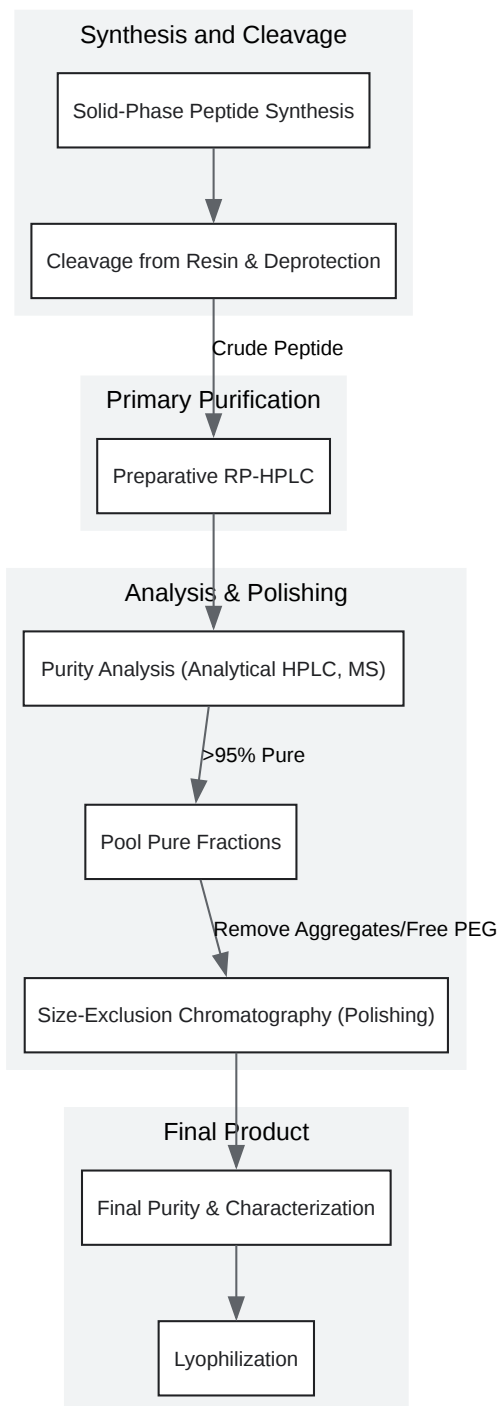 Synthesis and Cleavage
Solid-Phase Peptide Synthesis
Cleavage from Resin & Deprotection
Crude Peptide
Primary Purification
Preparative RP-HPLC
Analysis & Polishing
Purity Analysis (Analytical HPLC, MS)
>95% Pure
Pool Pure Fractions
Remove Aggregates/Free PEG
Size-Exclusion Chromatography (Polishing)
Final Product
Final Purity & Characterization
Lyophilization